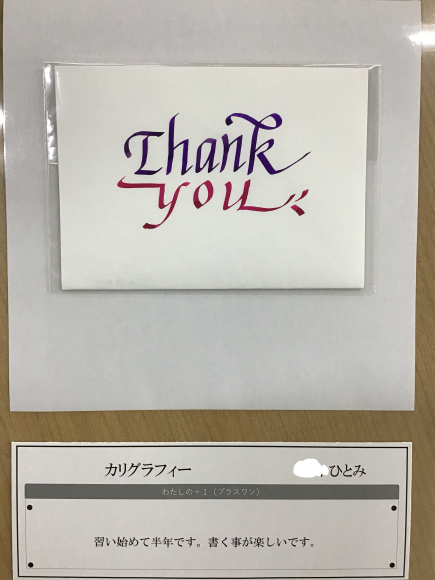 Thank
you
カリグラフィー ひとみ
わたしの+1（プラスワン）
習い始めて半年です。書く事が楽しいです。